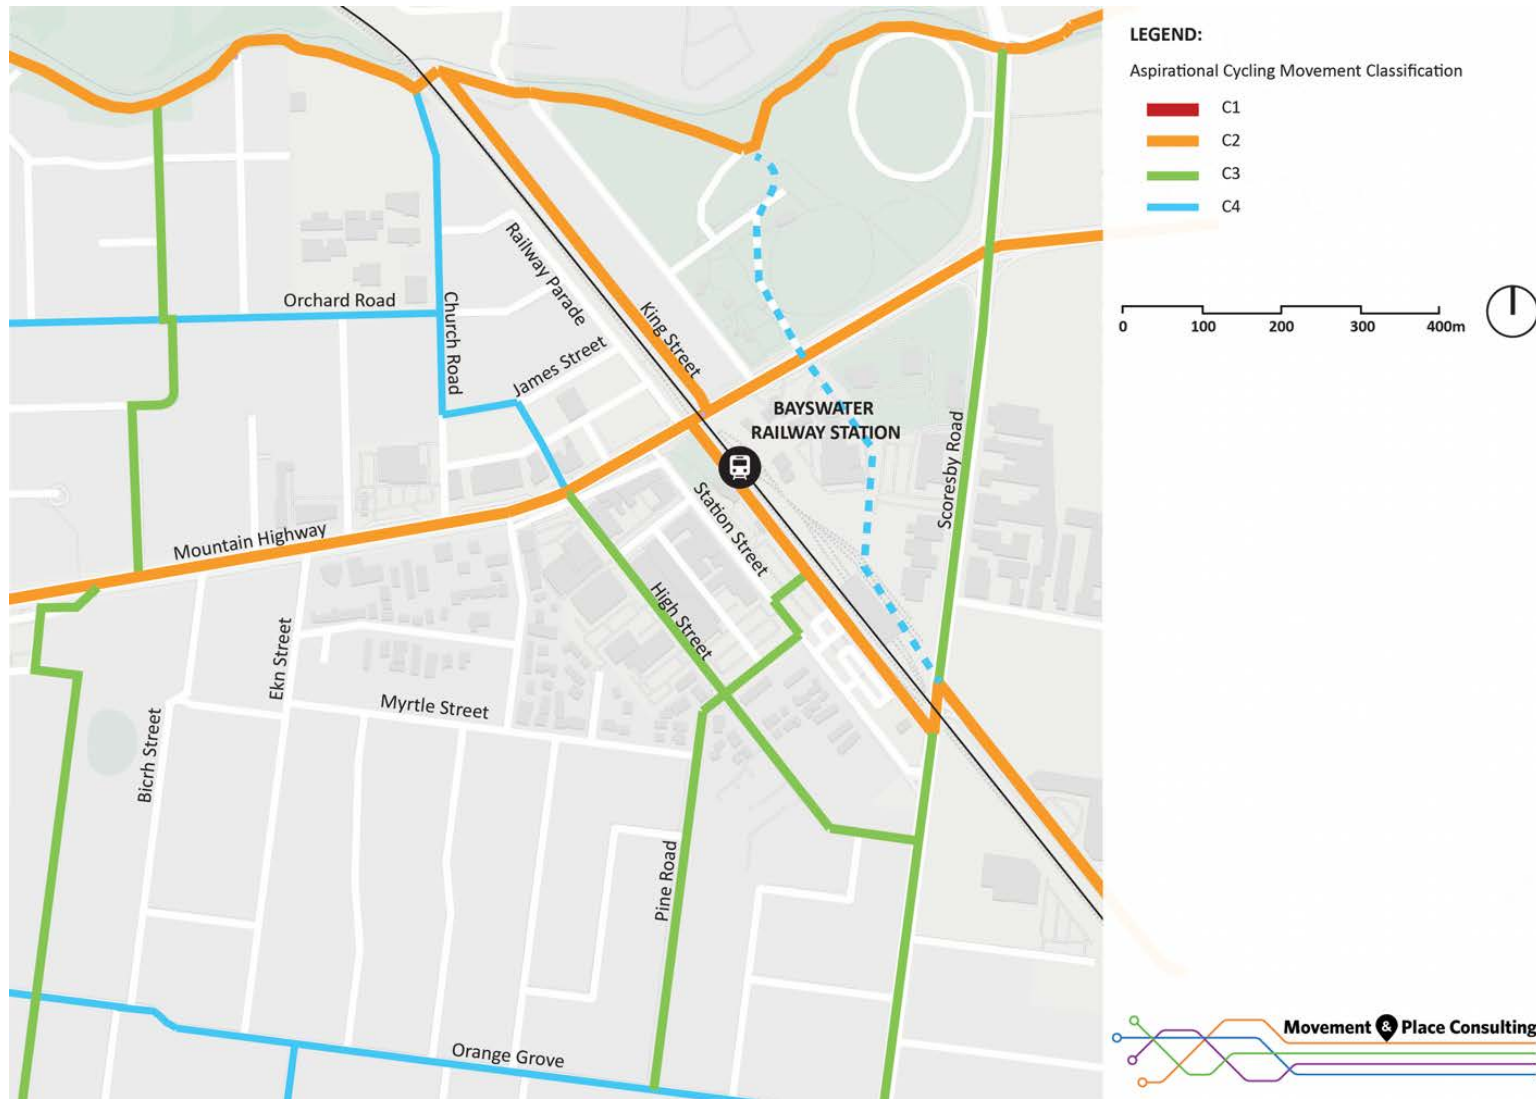 LEGEND:
Aspirational Cycling Movement Classification
C1
C2
C3
C4
0 100 200 300 400m
Railway Parade
King Street
Orchard Road
Church Road
James Street
BAYSWATER
RAILWAY STATION
Scoresby Road
Station Street
Mountain Highway
High Street
Ekn Street
Myrtle Street
Bicrh Street
Pine Road
Orange Grove
Movement & Place Consulting